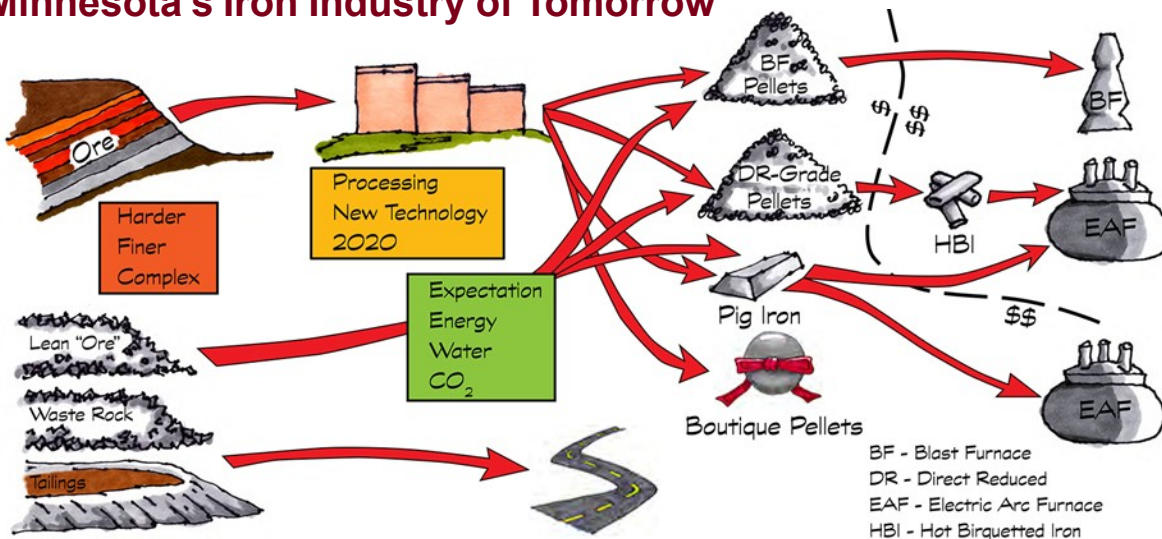 Minnesota's Iron Industry of Tomorrow
Ore
Harder
Finer
Complex
Processing
New Technology
2020
Expectation
Energy
Water
CO2
Lean "Ore"
Waste Rock
Tailings
BF
Pellets
DR-Grade
Pellets
Pig Iron
Boutique Pellets
$
$$
BF
HBI
EAF
$$
EAF
BF - Blast Furnace
DR - Direct Reduced
EAF - Electric Arc Furnace
HBI - Hot Birquetted Iron